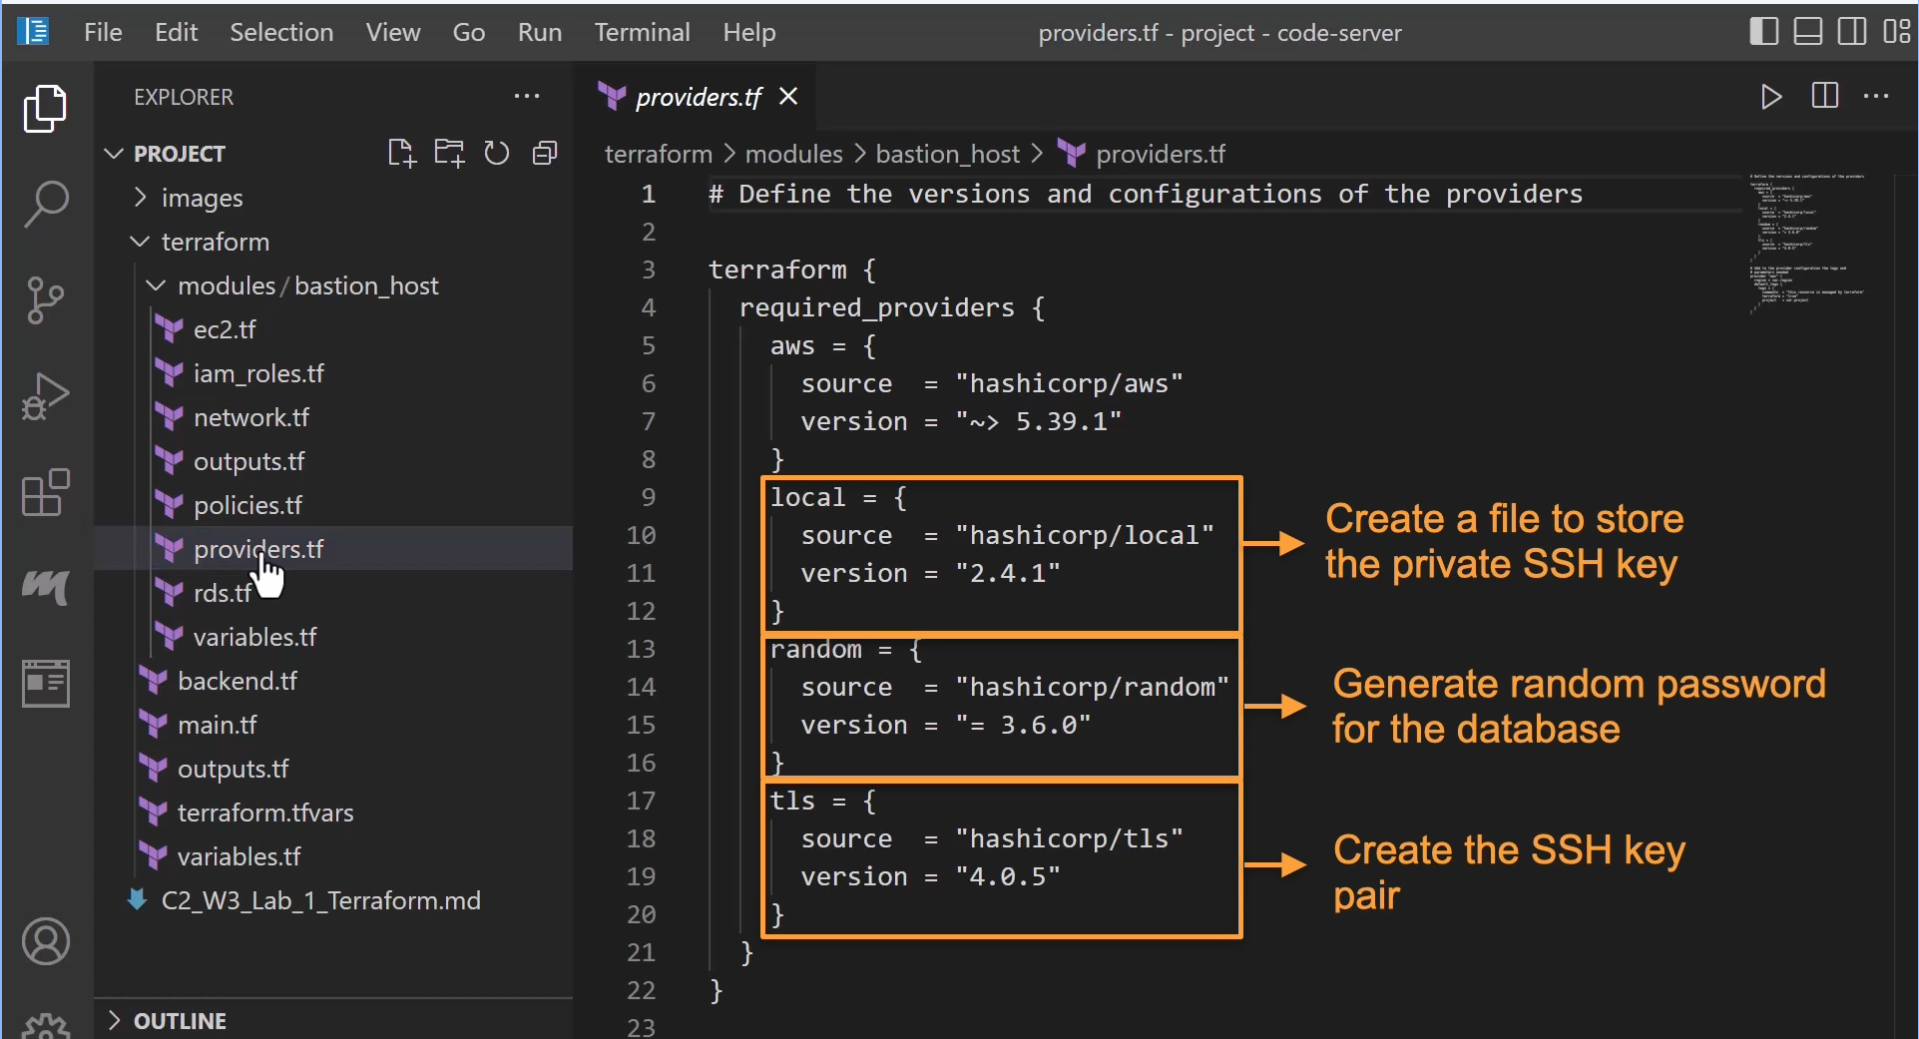 File Edit Selection View Go Run Terminal Help
providers.tf - project - code-server
EXPLORER
PROJECT
images
terraform
modules / bastion_host
ec2.tf
iam_roles.tf
network.tf
outputs.tf
policies.tf
providers.tf
rds.tf
variables.tf
backend.tf
main.tf
outputs.tf
terraform.tfvars
variables.tf
C2_W3_Lab_1_Terraform.md
OUTLINE
providers.tf
terraform > modules > bastion_host > providers.tf
1 # Define the versions and configurations of the providers
2
3 terraform {
4 required_providers {
5 aws = {
6 source = "hashicorp/aws"
7 version = "~> 5.39.1"
8 }
9 local = {
10 source = "hashicorp/local"
11 version = "2.4.1"
12 }
13 random = {
14 source = "hashicorp/random"
15 version = "= 3.6.0"
16 }
17 tls = {
18 source = "hashicorp/tls"
19 version = "4.0.5"
20 }
21 }
22 }
23
Create a file to store
the private SSH key
Generate random password
for the database
Create the SSH key
pair